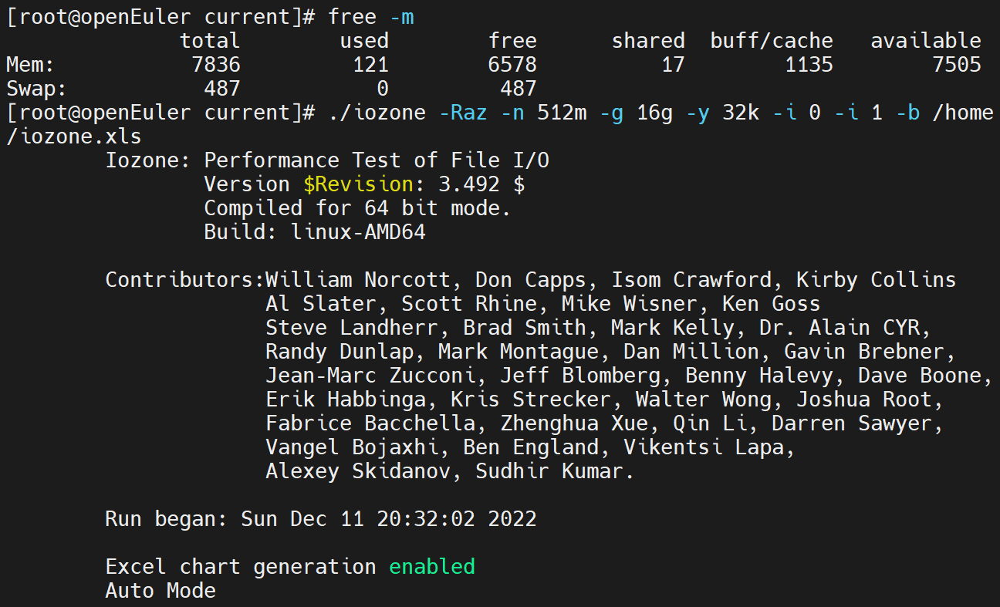 [root@openEuler current]# free -m
              total        used        free      shared  buff/cache   available
Mem:           7836         121        6578          17        1135        7505
Swap:           487           0         487
[root@openEuler current]# ./iozone -Raz -n 512m -g 16g -y 32k -i 0 -i 1 -b /home
/iozone.xls
        Iozone: Performance Test of File I/O
                Version $Revision: 3.492 $
                Compiled for 64 bit mode.
                Build: linux-AMD64
        Contributors:William Norcott, Don Capps, Isom Crawford, Kirby Collins
                     Al Slater, Scott Rhine, Mike Wisner, Ken Goss
                     Steve Landherr, Brad Smith, Mark Kelly, Dr. Alain CYR,
                     Randy Dunlap, Mark Montague, Dan Million, Gavin Brebner,
                     Jean-Marc Zucconi, Jeff Blomberg, Benny Halevy, Dave Boone,
                     Erik Habbinga, Kris Strecker, Walter Wong, Joshua Root,
                     Fabrice Bacchella, Zhenghua Xue, Qin Li, Darren Sawyer,
                     Vangel Bojaxhi, Ben England, Vikentsi Lapa,
                     Alexey Skidanov, Sudhir Kumar.
        Run began: Sun Dec 11 20:32:02 2022
        Excel chart generation enabled
        Auto Mode